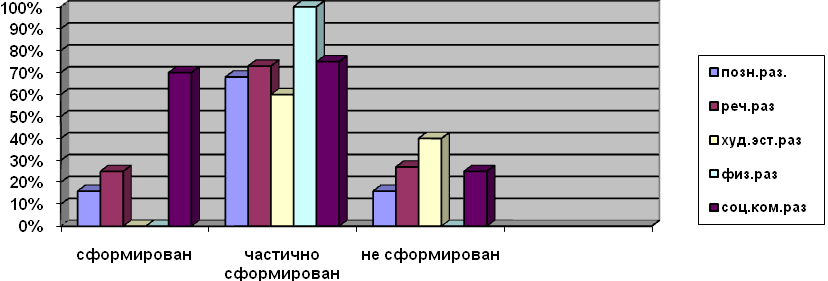 100%
90%
80%
70%
60%
50%
40%
30%
20%
10%
0%
сформирован
частично
сформирован
не сформирован
позн.раз.
реч.раз
худ.эст.раз
физ.раз
соц.ком.раз